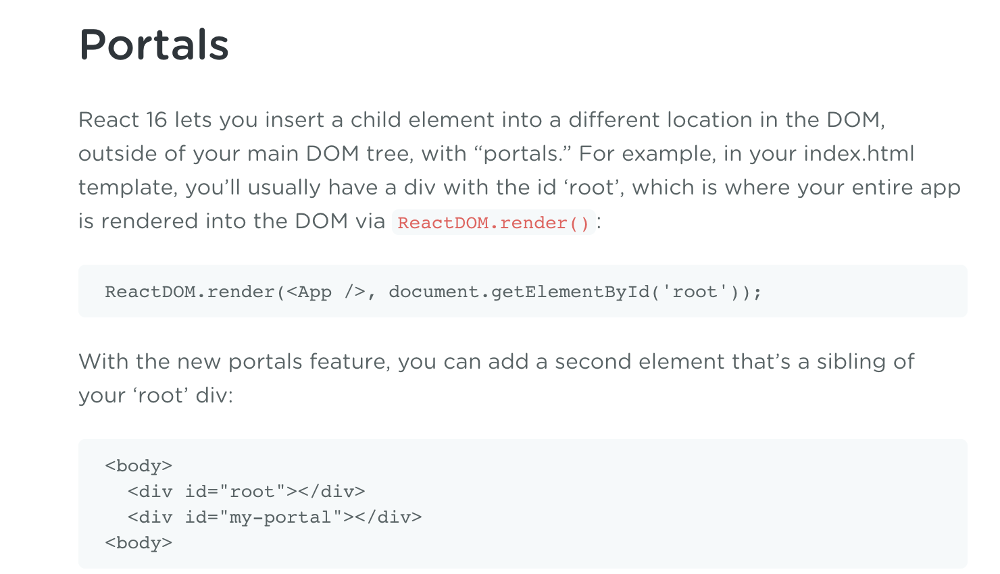 Portals
React 16 lets you insert a child element into a different location in the DOM,
outside of your main DOM tree, with “portals.” For example, in your index.html
template, you’ll usually have a div with the id ‘root’, which is where your entire app
is rendered into the DOM via ReactDOM.render():
ReactDOM.render(<App />, document.getElementById('root'));
With the new portals feature, you can add a second element that’s a sibling of
your ‘root’ div:
<body>
  <div id="root"></div>
  <div id="my-portal"></div>
<body>